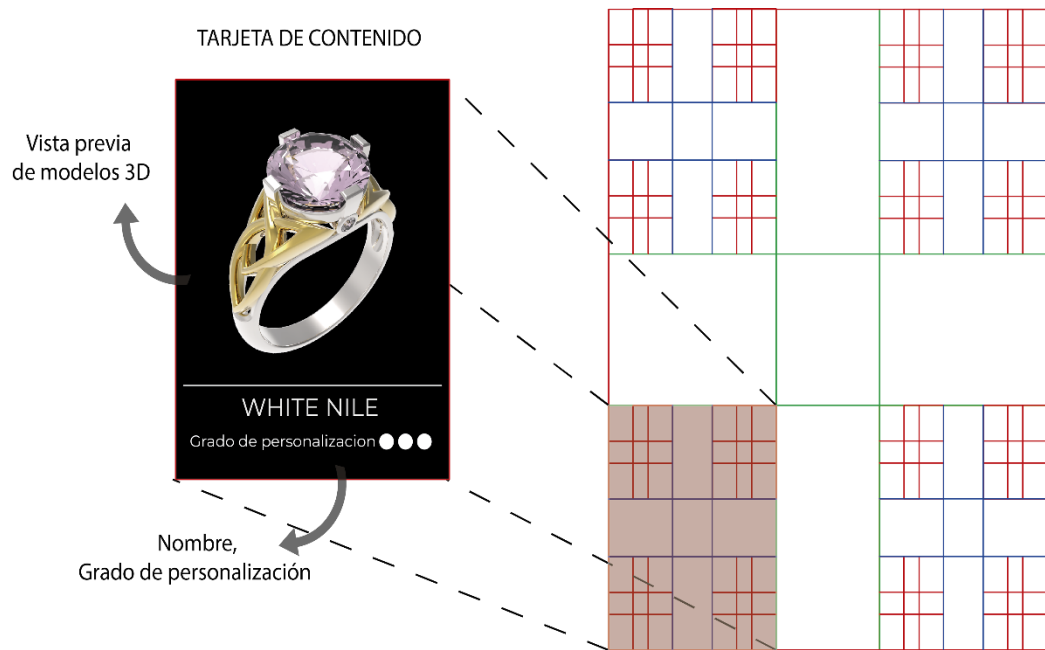 TARJETA DE CONTENIDO
Vista previa
de modelos 3D
WHITE NILE
Grado de personalizacion
Nombre,
Grado de personalización